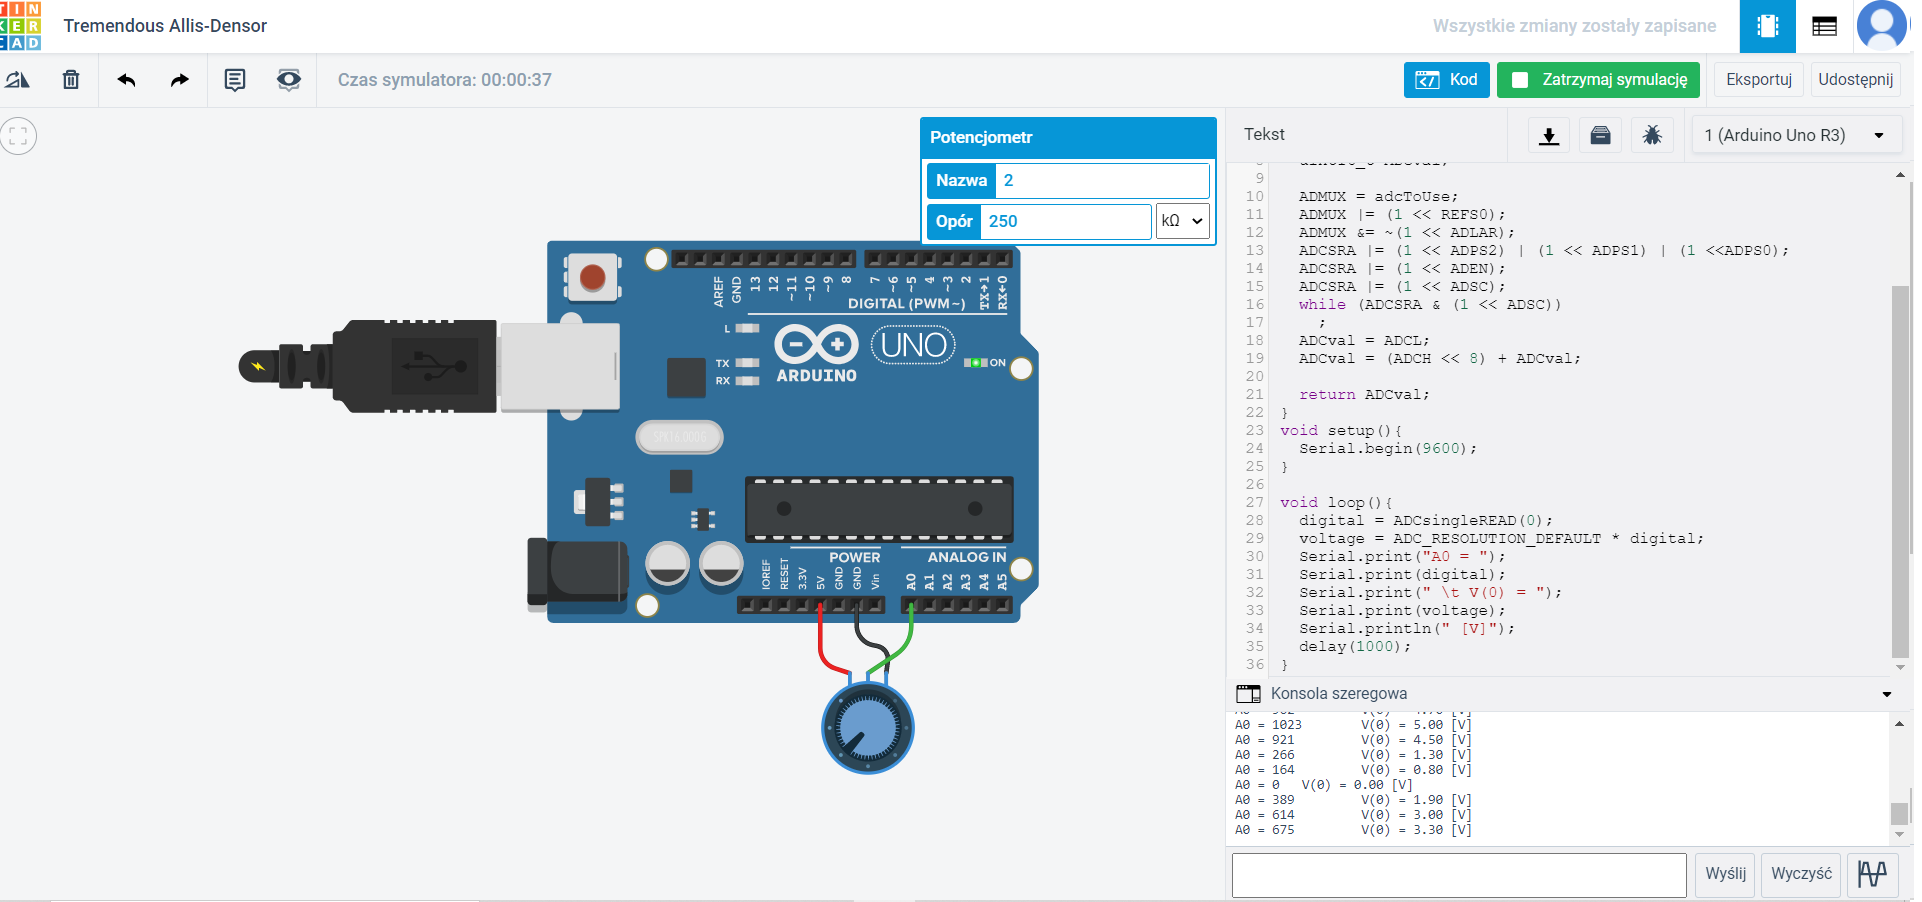 TIN
KER
CAD
Tremendous Allis-Densor
Wszystkie zmiany zostały zapisane
Czas symulatora: 00:00:37
Kod
Zatrzymaj symulację
Eksportuj
Udostępnij
Potencjometr
Nazwa 2
Opór 250 kΩ
Tekst
1 (Arduino Uno R3)
9
10 ADMUX = adcToUse;
11 ADMUX |= (1 << REFS0);
12 ADMUX &= ~(1 << ADLAR);
13 ADCSRA |= (1 << ADPS2) | (1 << ADPS1) | (1 <<ADPS0);
14 ADCSRA |= (1 << ADEN);
15 ADCSRA |= (1 << ADSC);
16 while (ADCSRA & (1 << ADSC))
17 ;
18 ADCval = ADCL;
19 ADCval = (ADCH << 8) + ADCval;
20
21 return ADCval;
22 }
23 void setup(){
24 Serial.begin(9600);
25 }
26
27 void loop(){
28 digital = ADCsingleREAD(0);
29 voltage = ADC_RESOLUTION_DEFAULT * digital;
30 Serial.print("A0 = ");
31 Serial.print(digital);
32 Serial.print(" \t V(0) = ");
33 Serial.print(voltage);
34 Serial.println(" [V]");
35 delay(1000);
36 }
Konsola szeregowa
A0 = 1023 V(0) = 5.00 [V]
A0 = 921 V(0) = 4.50 [V]
A0 = 266 V(0) = 1.30 [V]
A0 = 164 V(0) = 0.80 [V]
A0 = 0 V(0) = 0.00 [V]
A0 = 389 V(0) = 1.90 [V]
A0 = 614 V(0) = 3.00 [V]
A0 = 675 V(0) = 3.30 [V]
Wyślij
Wyczyść
AREF
GND
13
12
~11
~10
~9
8
7
~6
~5
4
~3
2
TX→1
RX←0
DIGITAL (PWM~)
L
TX
RX
ARDUINO
UNO
ON
POWER
ANALOG IN
IOREF
RESET
3.3V
5V
GND
GND
Vin
A0
A1
A2
A3
A4
A5